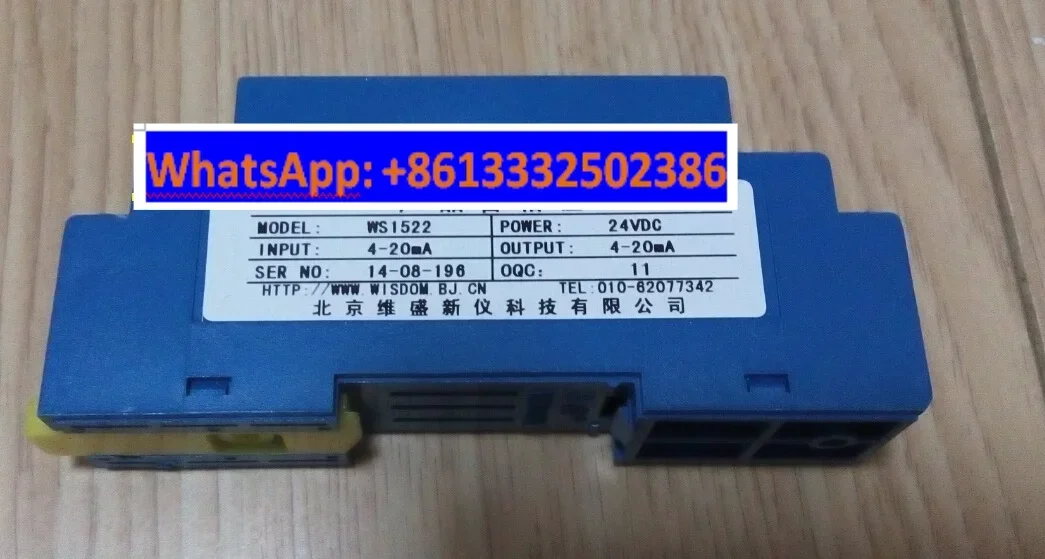 WhatsApp: +8613332502386
MODEL: WS1522 POWER: 24VDC
INPUT: 4-20mA OUTPUT: 4-20mA
SER NO: 14-08-196 OQC: 11
HTTP://WWW.WISDOM.BJ.CN TEL:010-62077342
北京维盛新仪科技有限公司